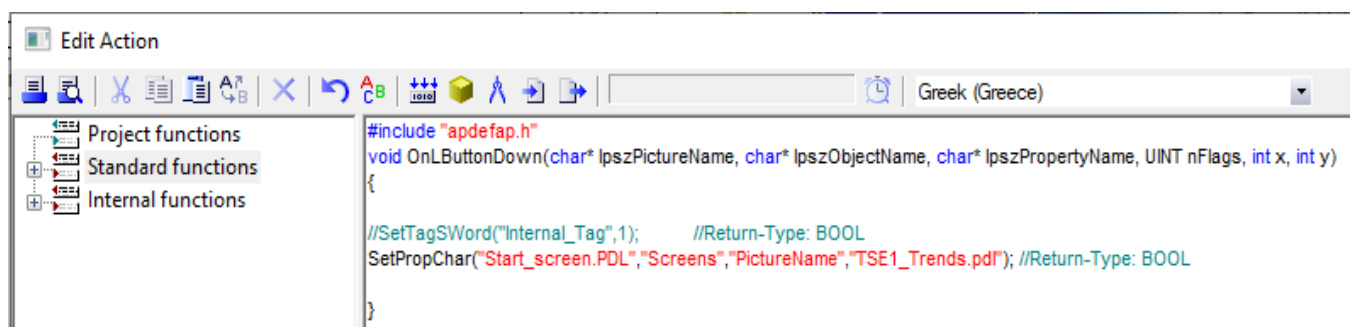 Edit Action
Greek (Greece)
Project functions
Standard functions
Internal functions
#include "apdefap.h"
void OnLButtonDown(char* lpszPictureName, char* lpszObjectName, char* lpszPropertyName, UINT nFlags, int x, int y)
{
//SetTagSWord("Internal_Tag",1); //Return-Type: BOOL
SetPropChar("Start_screen.PDL","Screens","PictureName","TSE1_Trends.pdl"); //Return-Type: BOOL
}